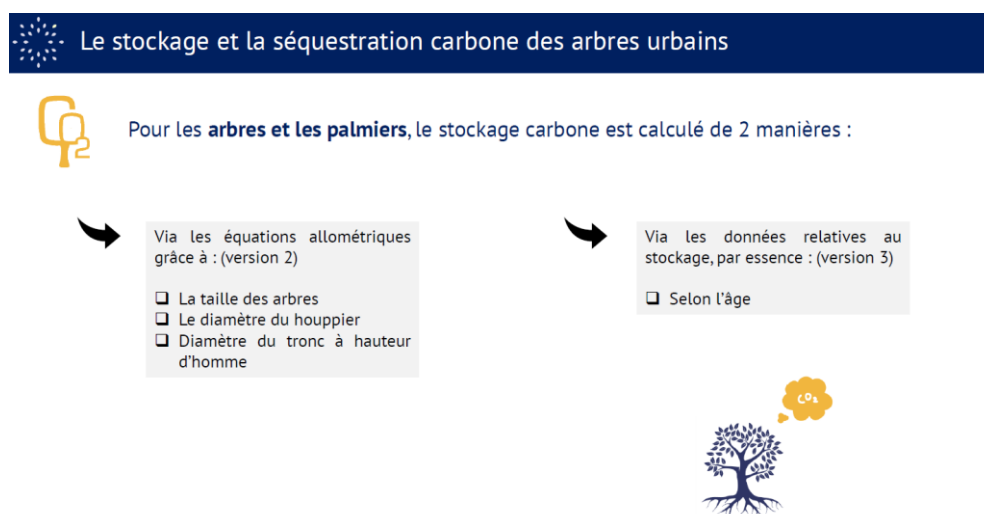 Le stockage et la séquestration carbone des arbres urbains
CO2
Pour les arbres et les palmiers, le stockage carbone est calculé de 2 manières :
Via les équations allométriques
grâce à : (version 2)
❑ La taille des arbres
❑ Le diamètre du houppier
❑ Diamètre du tronc à hauteur
d’homme
Via les données relatives au
stockage, par essence : (version 3)
❑ Selon l’âge
CO2